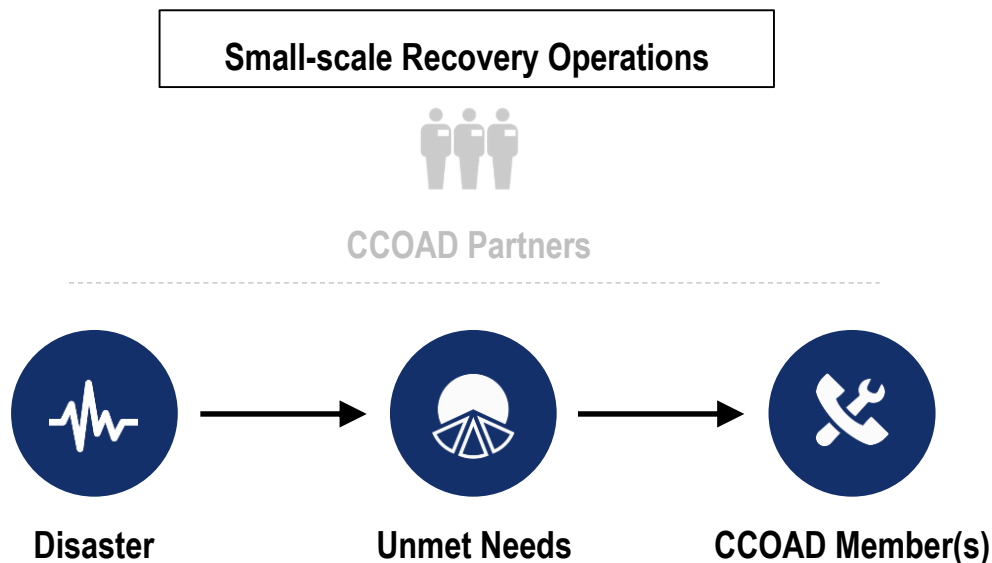 Small-scale Recovery Operations
CCOAD Partners
Disaster
Unmet Needs
CCOAD Member(s)